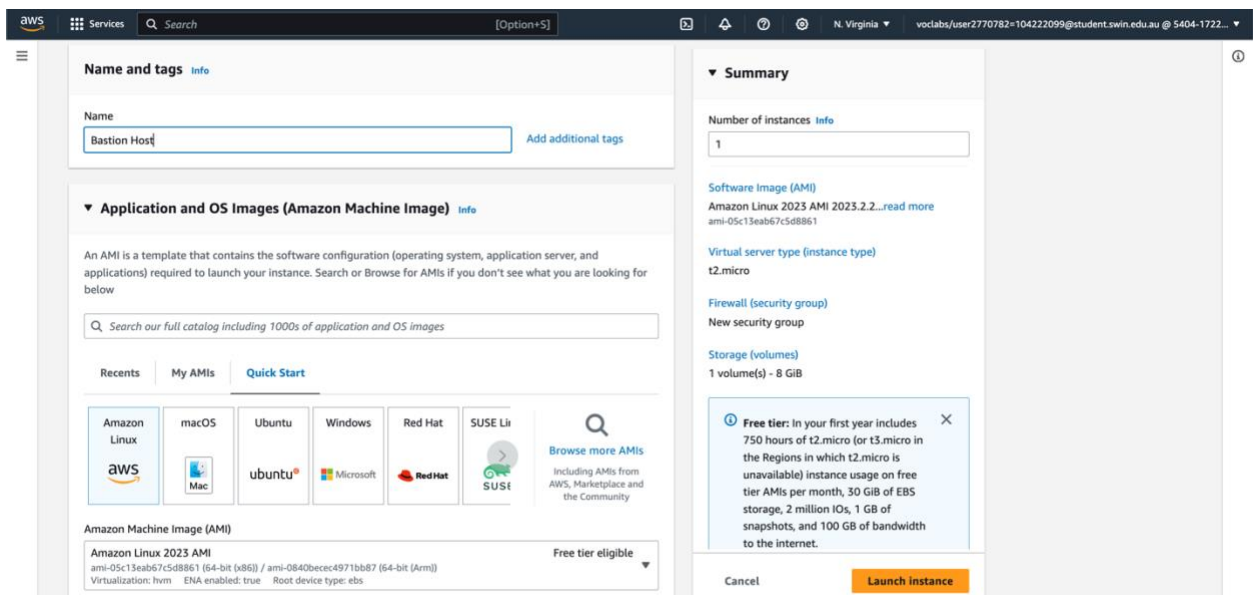 aws Services Search [Option+S] N. Virginia voclabs/user2770782=104222099@student.swin.edu.au @ 5404-1722...
Name and tags Info
Name
Bastion Host
Add additional tags
Application and OS Images (Amazon Machine Image) Info
An AMI is a template that contains the software configuration (operating system, application server, and
applications) required to launch your instance. Search or Browse for AMIs if you don't see what you are looking for
below
Search our full catalog including 1000s of application and OS images
Recents My AMIs Quick Start
Amazon
Linux
aws
macOS
Mac
Ubuntu
ubuntu
Windows
Microsoft
Red Hat
Red Hat
SUSE Li
SUSE
Browse more AMIs
Including AMIs from
AWS, Marketplace and
the Community
Amazon Machine Image (AMI)
Amazon Linux 2023 AMI Free tier eligible
ami-05c13eab67c5d8861 (64-bit (x86)) / ami-0840becec4971bb87 (64-bit (Arm))
Virtualization: hvm ENA enabled: true Root device type: ebs
Summary
Number of instances Info
1
Software Image (AMI)
Amazon Linux 2023 AMI 2023.2.2...read more
ami-05c13eab67c5d8861
Virtual server type (instance type)
t2.micro
Firewall (security group)
New security group
Storage (volumes)
1 volume(s) - 8 GiB
Free tier: In your first year includes
750 hours of t2.micro (or t3.micro in
the Regions in which t2.micro is
unavailable) instance usage on free
tier AMIs per month, 30 GiB of EBS
storage, 2 million IOs, 1 GB of
snapshots, and 100 GB of bandwidth
to the internet.
Cancel Launch instance